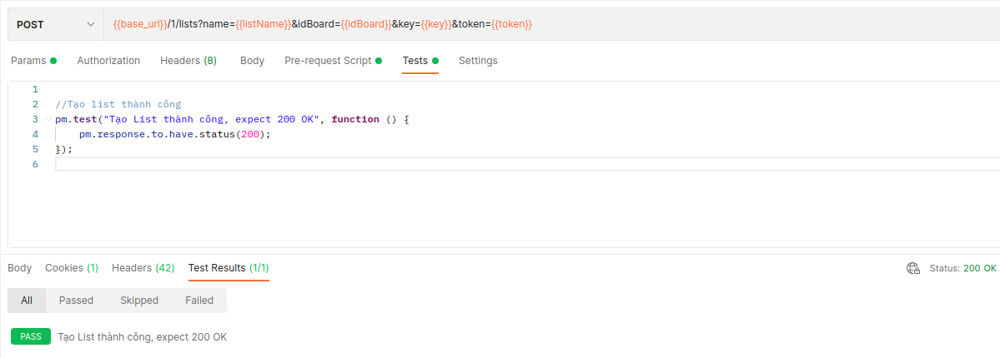 POST {{base_url}}/1/lists?name={{listName}}&idBoard={{idBoard}}&key={{key}}&token={{token}}
Params Authorization Headers (8) Body Pre-request Script Tests Settings
1
2 //Tạo list thành công
3 pm.test("Tạo List thành công, expect 200 OK", function () {
4 pm.response.to.have.status(200);
5 });
6
Body Cookies (1) Headers (42) Test Results (1/1) Status: 200 OK
All Passed Skipped Failed
PASS Tạo List thành công, expect 200 OK